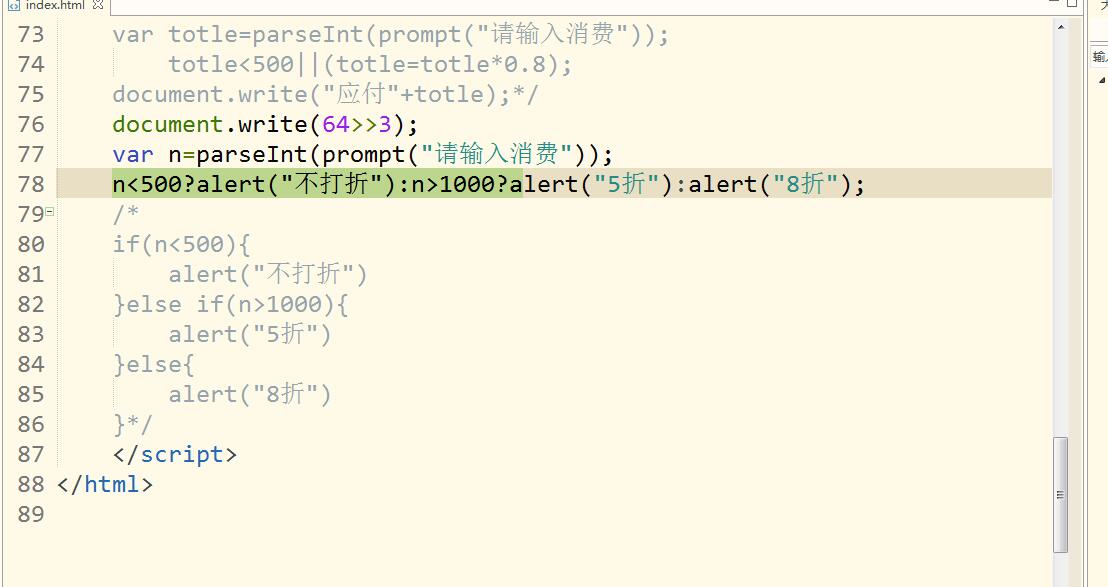 index.html
73 var totle=parseInt(prompt("请输入消费"));
74 totle<500||(totle=totle*0.8);
75 document.write("应付"+totle);*/
76 document.write(64>>3);
77 var n=parseInt(prompt("请输入消费"));
78 n<500?alert("不打折"):n>1000?alert("5折"):alert("8折");
79 /*
80 if(n<500){
81 alert("不打折")
82 }else if(n>1000){
83 alert("5折")
84 }else{
85 alert("8折")
86 }*/
87 </script>
88 </html>
89